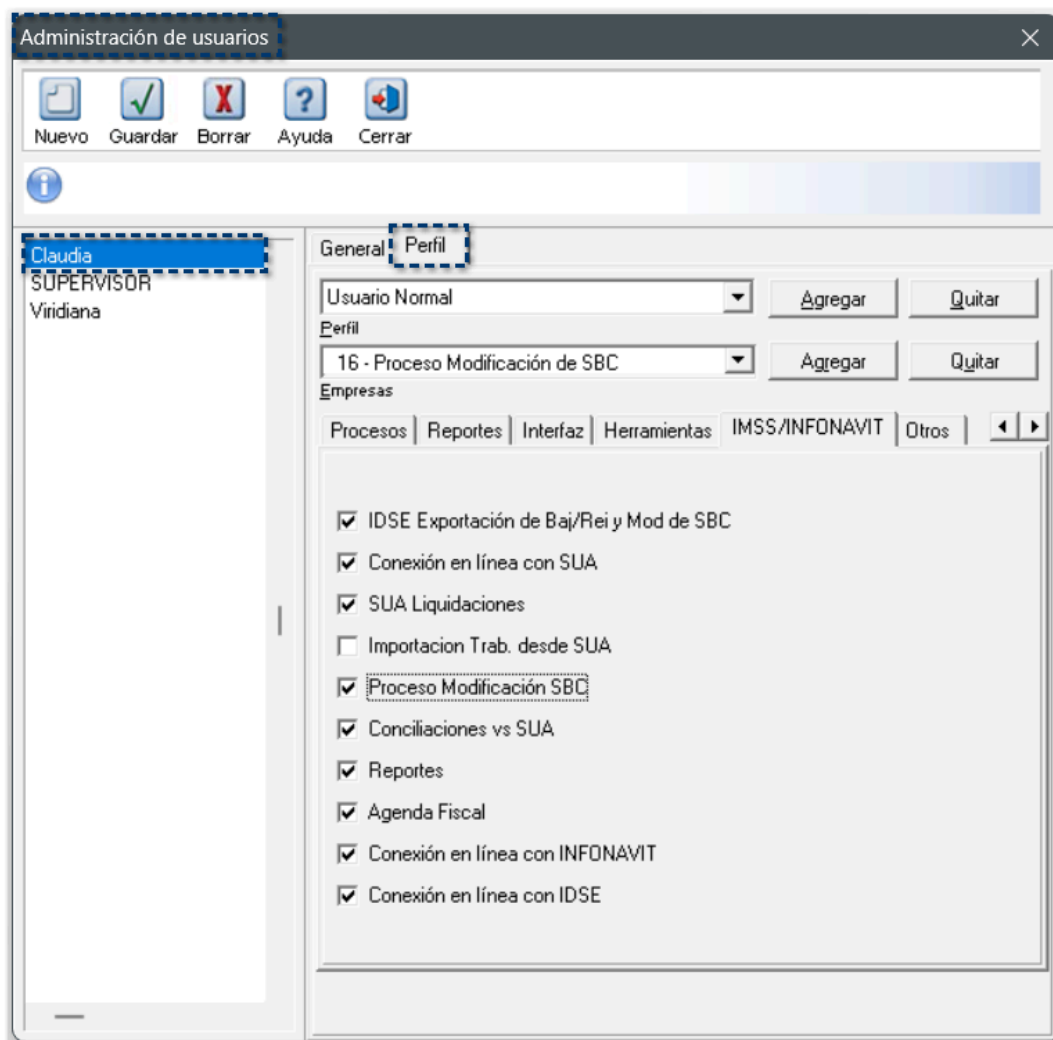 Administración de usuarios
Nuevo Guardar Borrar Ayuda Cerrar
Claudia
SUPERVISOR
Viridiana
General Perfil
Usuario Normal Agregar Quitar
Perfil
16 - Proceso Modificación de SBC Agregar Quitar
Empresas
Procesos Reportes Interfaz Herramientas IMSS/INFONAVIT Otros
IDSE Exportación de Baj/Rei y Mod de SBC
Conexión en línea con SUA
SUA Liquidaciones
Importacion Trab. desde SUA
Proceso Modificación SBC
Conciliaciones vs SUA
Reportes
Agenda Fiscal
Conexión en línea con INFONAVIT
Conexión en línea con IDSE